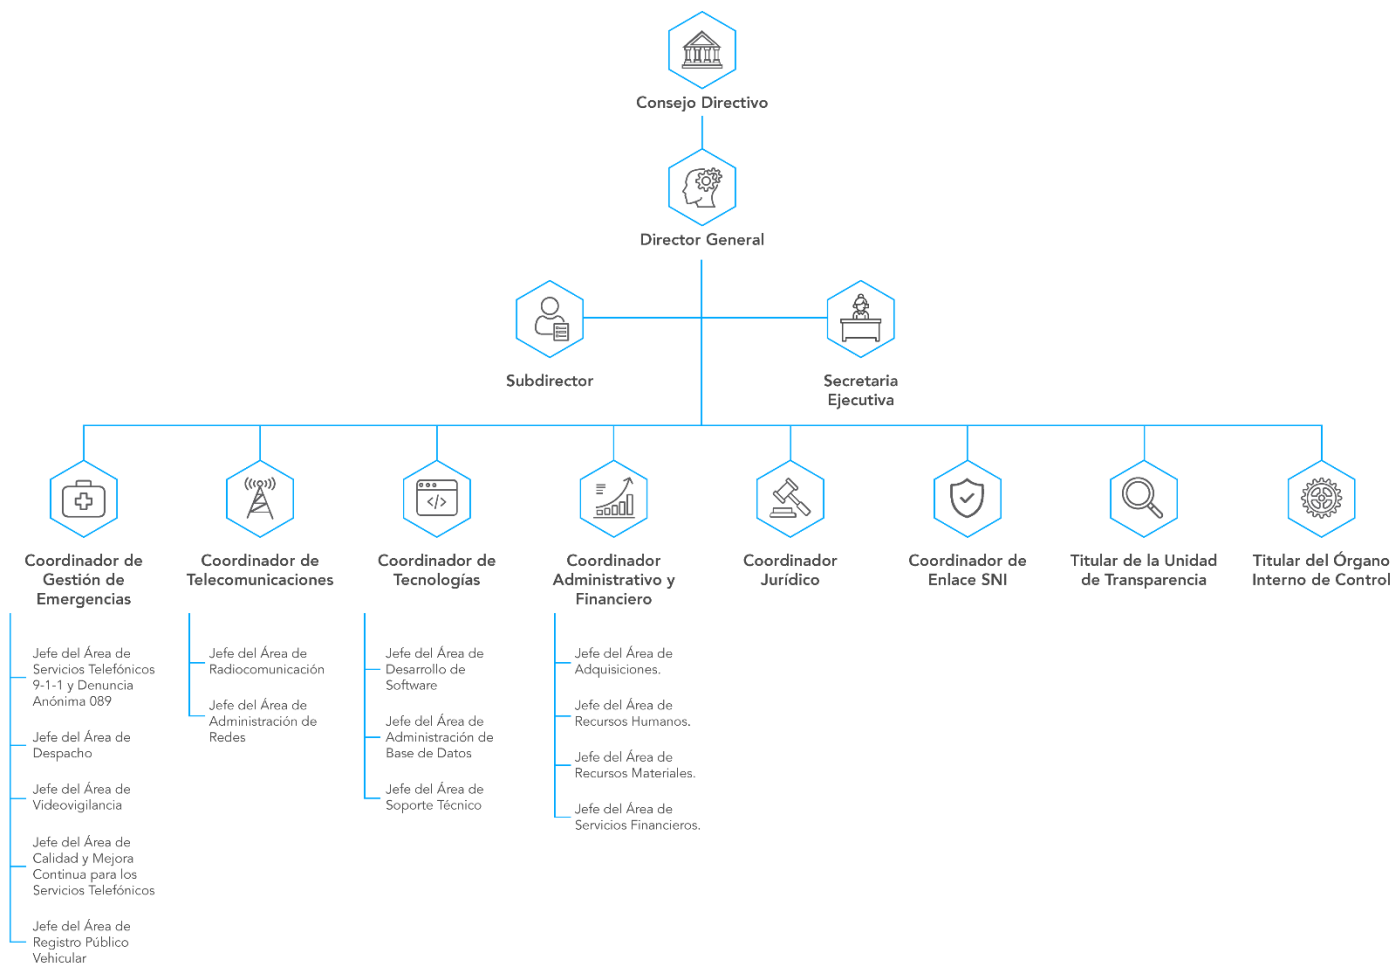 Consejo Directivo
Director General
Subdirector
Secretaria
Ejecutiva
Coordinador de
Gestión de
Emergencias
Coordinador de
Telecomunicaciones
Coordinador de
Tecnologías
Coordinador
Administrativo y
Financiero
Coordinador
Jurídico
Coordinador de
Enlace SNI
Titular de la Unidad
de Transparencia
Titular del Órgano
Interno de Control
Jefe del Área de
Servicios Telefónicos
9-1-1 y Denuncia
Anónima 089
Jefe del Área de
Despacho
Jefe del Área de
Videovigilancia
Jefe del Área de
Calidad y Mejora
Continua para los
Servicios Telefónicos
Jefe del Área de
Registro Público
Vehicular
Jefe del Área de
Radiocomunicación
Jefe del Área de
Administración de
Redes
Jefe del Área de
Desarrollo de
Software
Jefe del Área de
Administración de
Base de Datos
Jefe del Área de
Soporte Técnico
Jefe del Área de
Adquisiciones.
Jefe del Área de
Recursos Humanos.
Jefe del Área de
Recursos Materiales.
Jefe del Área de
Servicios Financieros.